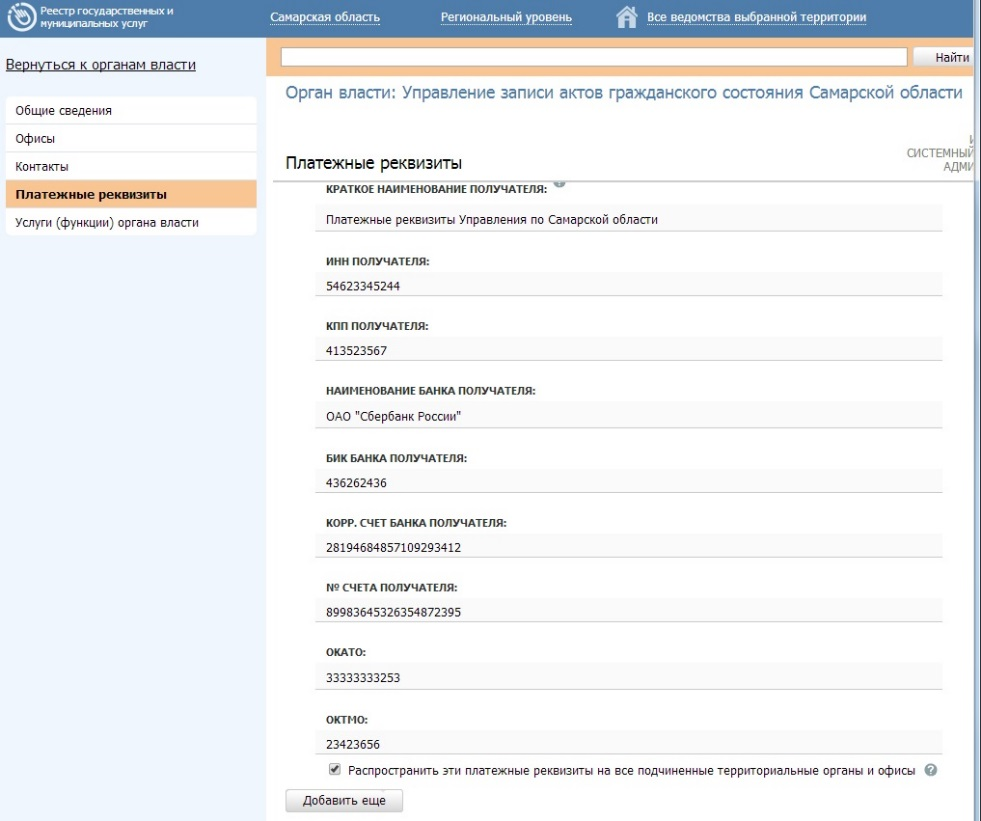 Реестр государственных и
муниципальных услуг
Самарская область
Региональный уровень
Все ведомства выбранной территории
Вернуться к органам власти
Найти
Общие сведения
Офисы
Контакты
Платежные реквизиты
Услуги (функции) органа власти
Орган власти: Управление записи актов гражданского состояния Самарской области
СИСТЕМНЫЙ
АДМИ
Платежные реквизиты
КРАТКОЕ НАИМЕНОВАНИЕ ПОЛУЧАТЕЛЯ: ?
Платежные реквизиты Управления по Самарской области
ИНН ПОЛУЧАТЕЛЯ:
54623345244
КПП ПОЛУЧАТЕЛЯ:
413523567
НАИМЕНОВАНИЕ БАНКА ПОЛУЧАТЕЛЯ:
ОАО "Сбербанк России"
БИК БАНКА ПОЛУЧАТЕЛЯ:
436262436
КОРР. СЧЕТ БАНКА ПОЛУЧАТЕЛЯ:
28194684857109293412
№ СЧЕТА ПОЛУЧАТЕЛЯ:
89983645326354872395
ОКАТО:
33333333253
ОКТМО:
23423656
Распространить эти платежные реквизиты на все подчиненные территориальные органы и офисы ?
Добавить еще